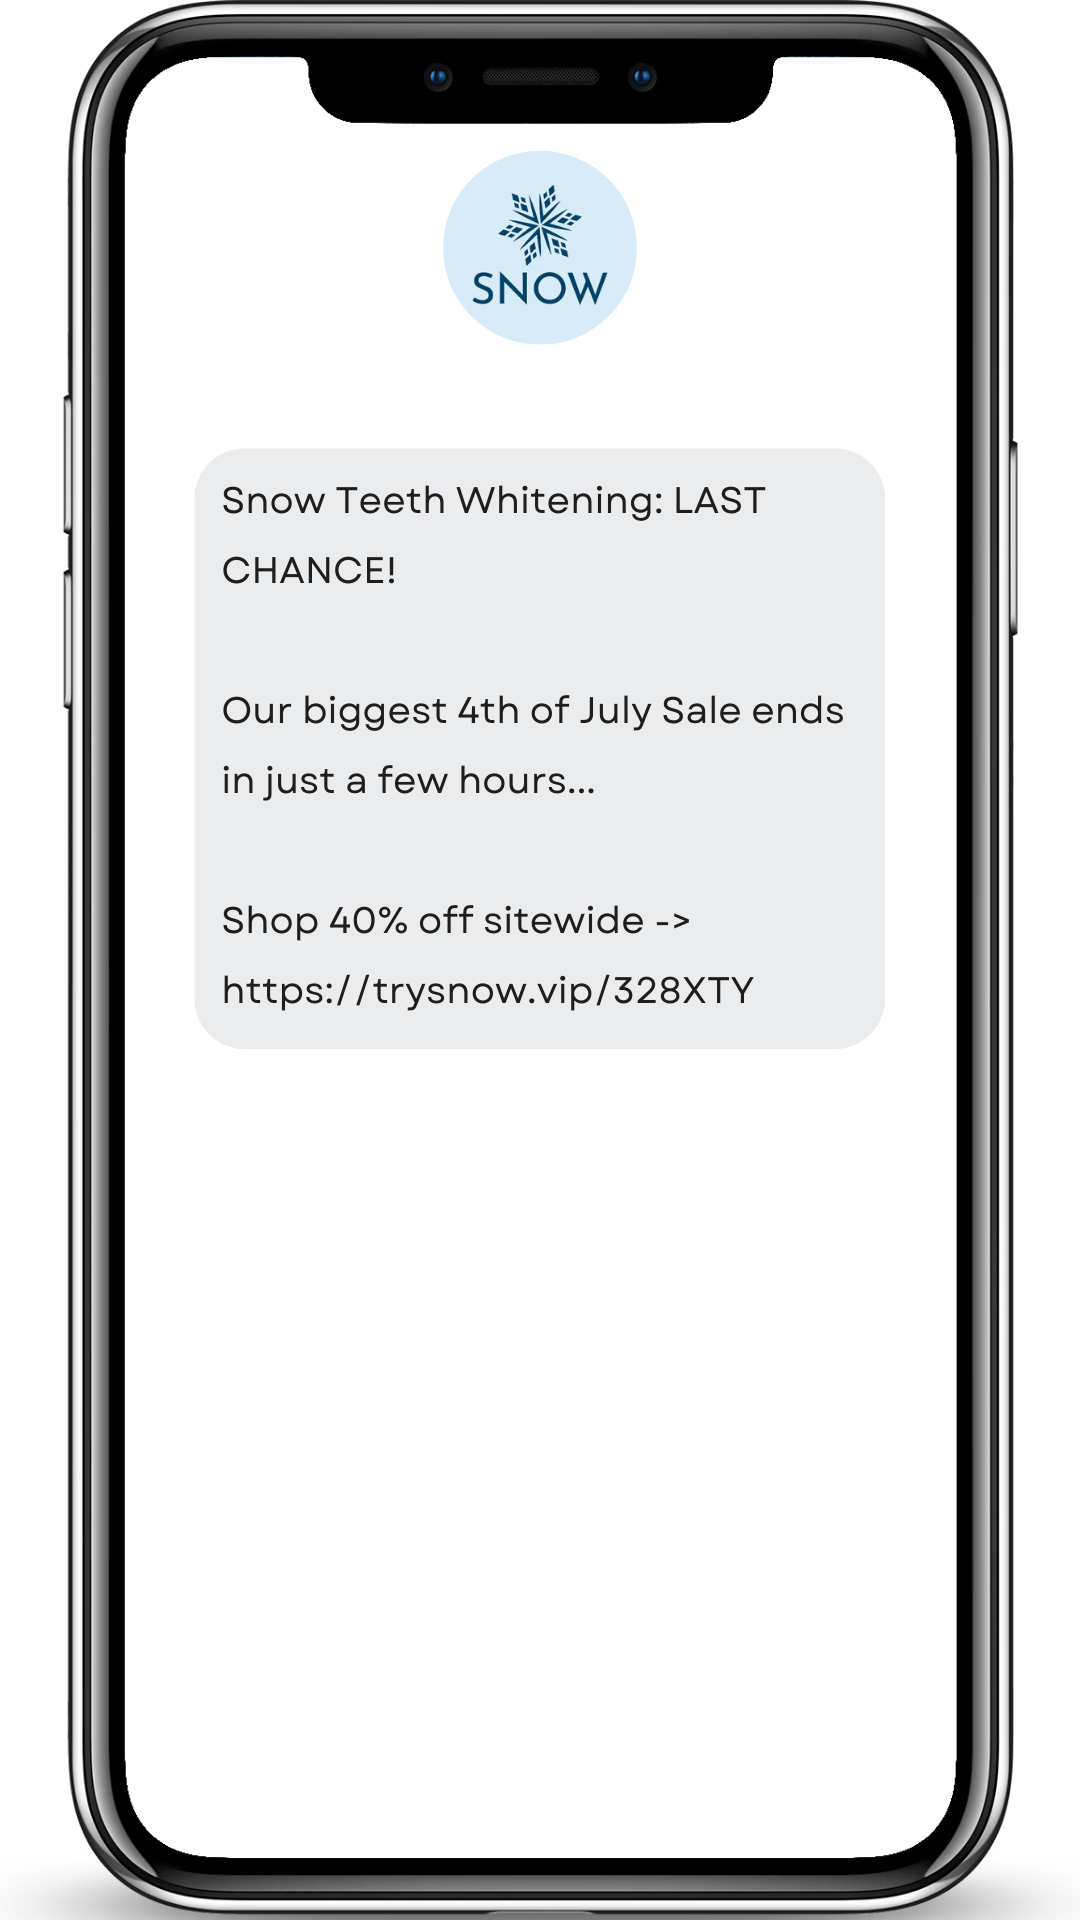 SNOW
Snow Teeth Whitening: LAST
CHANCE!
Our biggest 4th of July Sale ends
in just a few hours...
Shop 40% off sitewide ->
https://trysnow.vip/328XTY